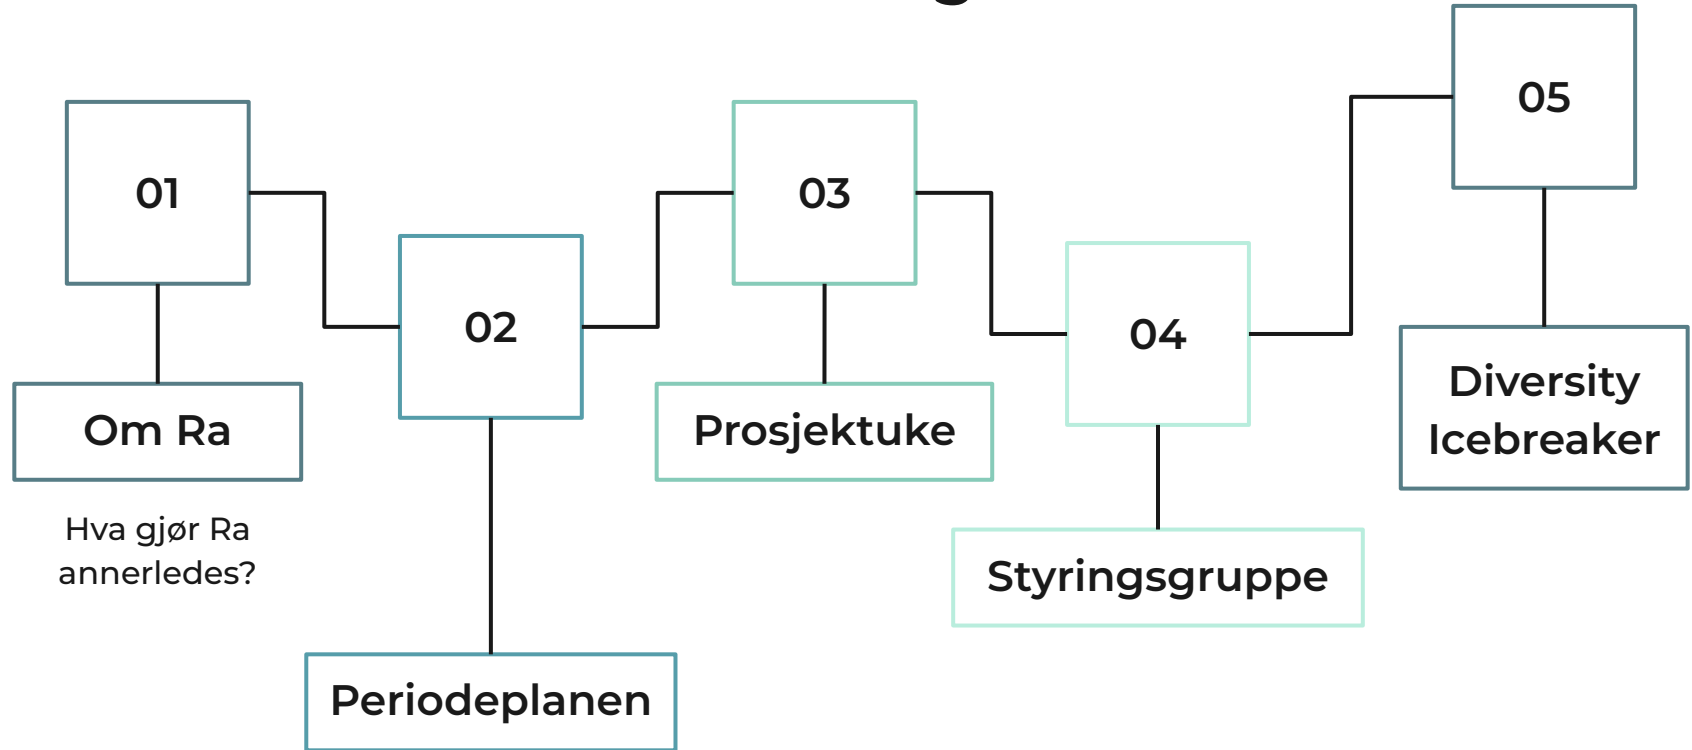 01
Om Ra
Hva gjør Ra
annerledes?
02
Periodeplanen
03
Prosjektuke
04
Styringsgruppe
05
Diversity
Icebreaker